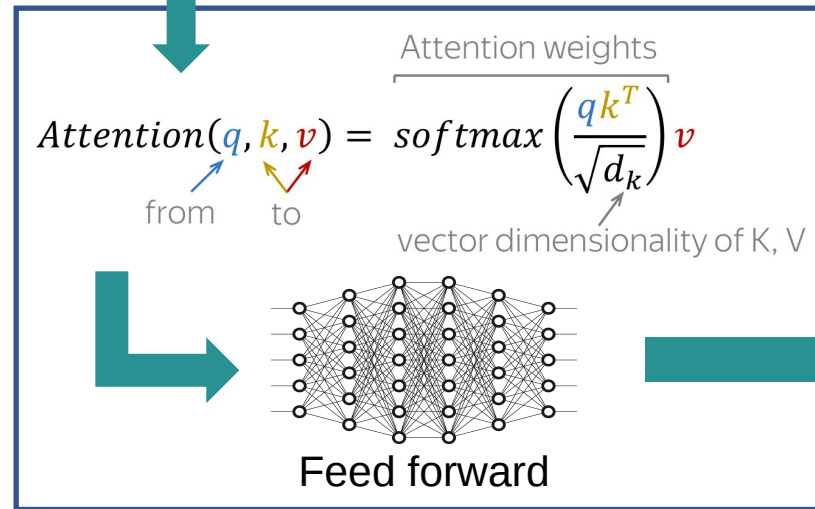 Attention weights
Attention(q, k, v) = softmax(qk^T / √d_k) v
from to
vector dimensionality of K, V
Feed forward